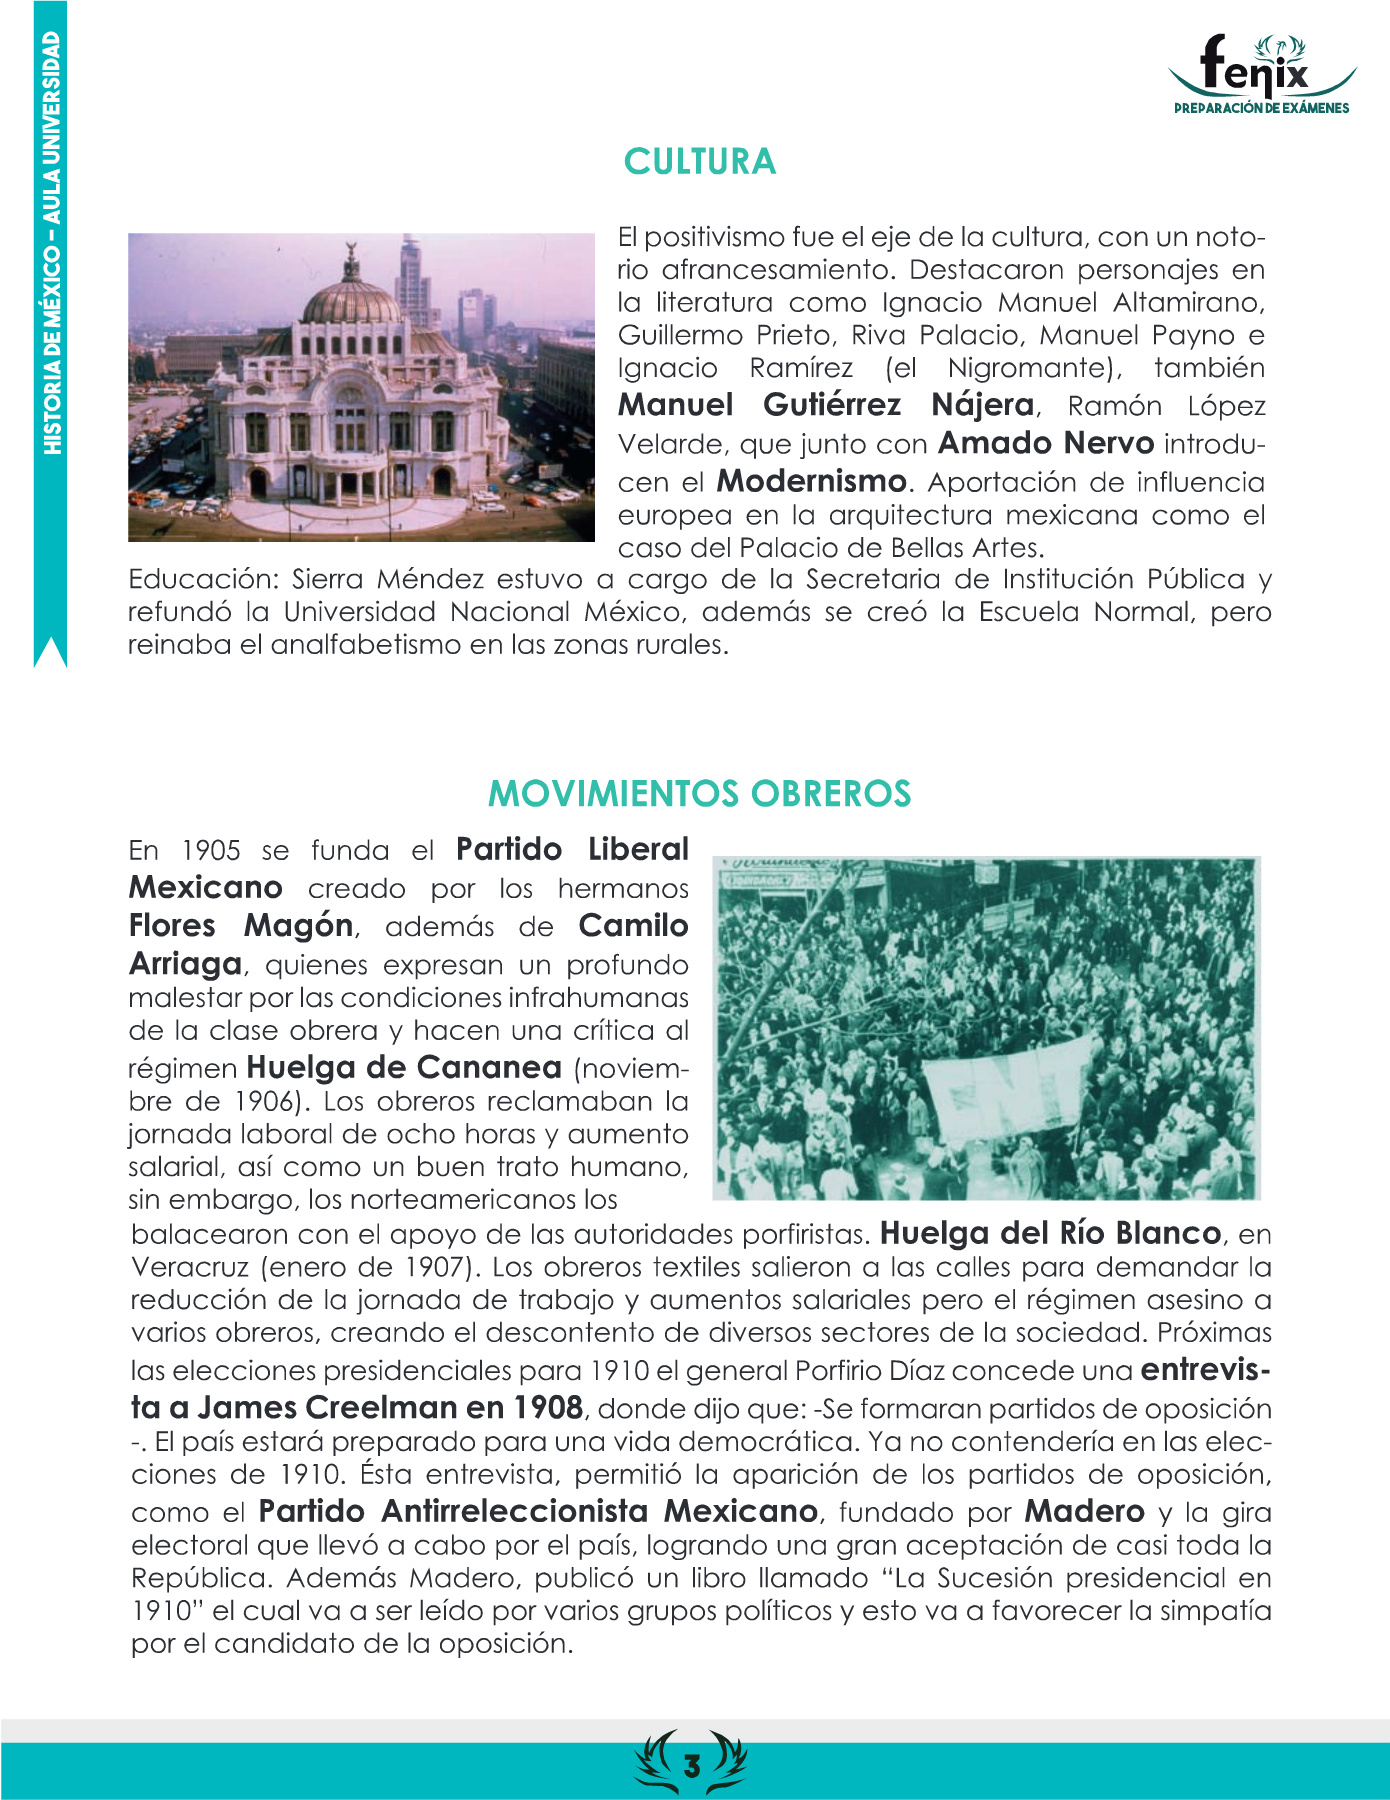 HISTORIA DE MÉXICO – AULA UNIVERSIDAD
fenix
PREPARACIÓN DE EXÁMENES
CULTURA
El positivismo fue el eje de la cultura, con un noto-
rio afrancesamiento. Destacaron personajes en
la literatura como Ignacio Manuel Altamirano,
Guillermo Prieto, Riva Palacio, Manuel Payno e
Ignacio Ramírez (el Nigromante), también
Manuel Gutiérrez Nájera, Ramón López
Velarde, que junto con Amado Nervo introdu-
cen el Modernismo. Aportación de influencia
europea en la arquitectura mexicana como el
caso del Palacio de Bellas Artes.
Educación: Sierra Méndez estuvo a cargo de la Secretaria de Institución Pública y
refundó la Universidad Nacional México, además se creó la Escuela Normal, pero
reinaba el analfabetismo en las zonas rurales.
MOVIMIENTOS OBREROS
En 1905 se funda el Partido Liberal
Mexicano creado por los hermanos
Flores Magón, además de Camilo
Arriaga, quienes expresan un profundo
malestar por las condiciones infrahumanas
de la clase obrera y hacen una crítica al
régimen Huelga de Cananea (noviem-
bre de 1906). Los obreros reclamaban la
jornada laboral de ocho horas y aumento
salarial, así como un buen trato humano,
sin embargo, los norteamericanos los
balacearon con el apoyo de las autoridades porfiristas. Huelga del Río Blanco, en
Veracruz (enero de 1907). Los obreros textiles salieron a las calles para demandar la
reducción de la jornada de trabajo y aumentos salariales pero el régimen asesino a
varios obreros, creando el descontento de diversos sectores de la sociedad. Próximas
las elecciones presidenciales para 1910 el general Porfirio Díaz concede una entrevis-
ta a James Creelman en 1908, donde dijo que: -Se formaran partidos de oposición
-. El país estará preparado para una vida democrática. Ya no contendería en las elec-
ciones de 1910. Ésta entrevista, permitió la aparición de los partidos de oposición,
como el Partido Antirreleccionista Mexicano, fundado por Madero y la gira
electoral que llevó a cabo por el país, logrando una gran aceptación de casi toda la
República. Además Madero, publicó un libro llamado “La Sucesión presidencial en
1910” el cual va a ser leído por varios grupos políticos y esto va a favorecer la simpatía
por el candidato de la oposición.
3